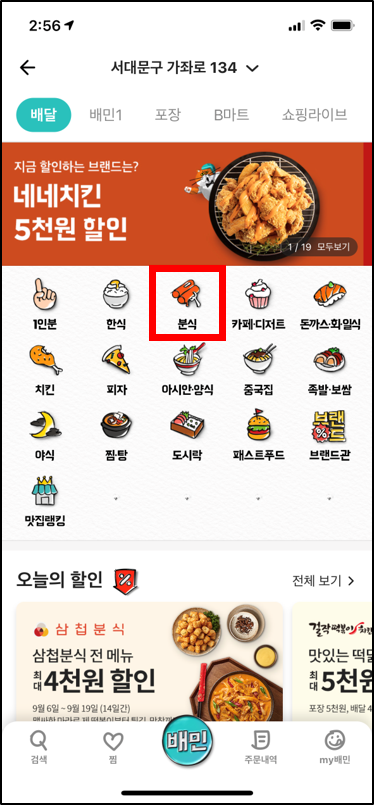 2:56
서대문구 가좌로 134
배달 배민1 포장 B마트 쇼핑라이브
지금 할인하는 브랜드는?
네네치킨
5천원 할인
1 / 19 모두보기
1인분 한식 분식 카페·디저트 돈까스·회·일식
치킨 피자 아시안·양식 중국집 족발·보쌈
브랜드
야식 찜·탕 도시락 패스트푸드 브랜드관
맛집랭킹
오늘의 할인 전체 보기
삼첩분식
삼첩분식 전 메뉴
최대 4천원 할인
9월 6일 ~ 9월 19일 (14일간)
걸작떡볶이
맛있는 떡
최대 5천원
포장 5천원, 배달 4
검색 찜 배민 주문내역 my배민